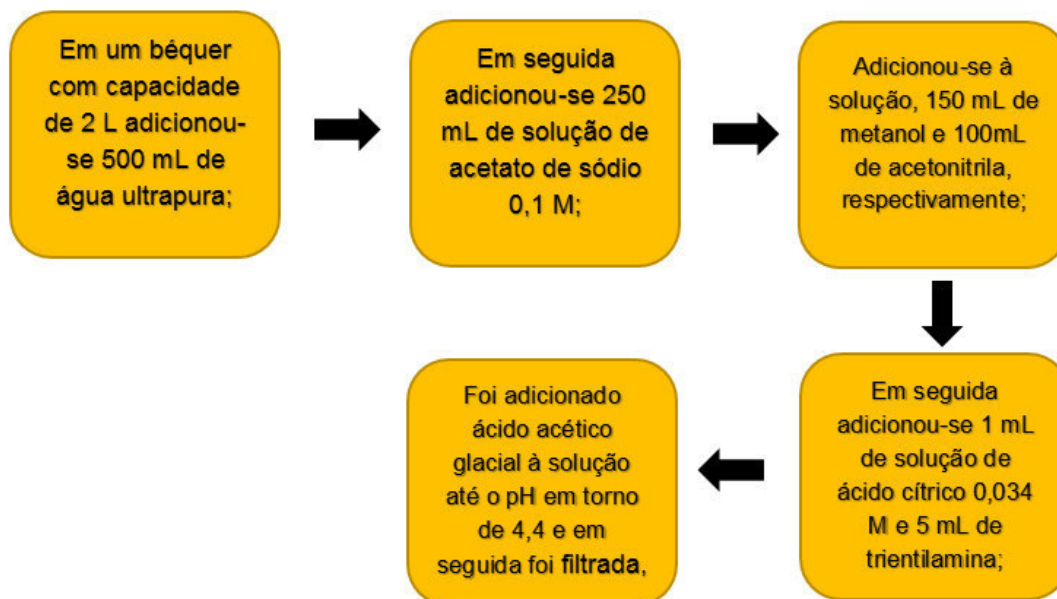 Em um béquer
com capacidade
de 2 L adicionou-
se 500 mL de
água ultrapura;
Em seguida
adicionou-se 250
mL de solução de
acetato de sódio
0,1 M;
Adicionou-se à
solução, 150 mL de
metanol e 100mL
de acetonitrila,
respectivamente;
Em seguida
adicionou-se 1 mL
de solução de
ácido cítrico 0,034
M e 5 mL de
trientilamina;
Foi adicionado
ácido acético
glacial à solução
até o pH em torno
de 4,4 e em
seguida foi filtrada,